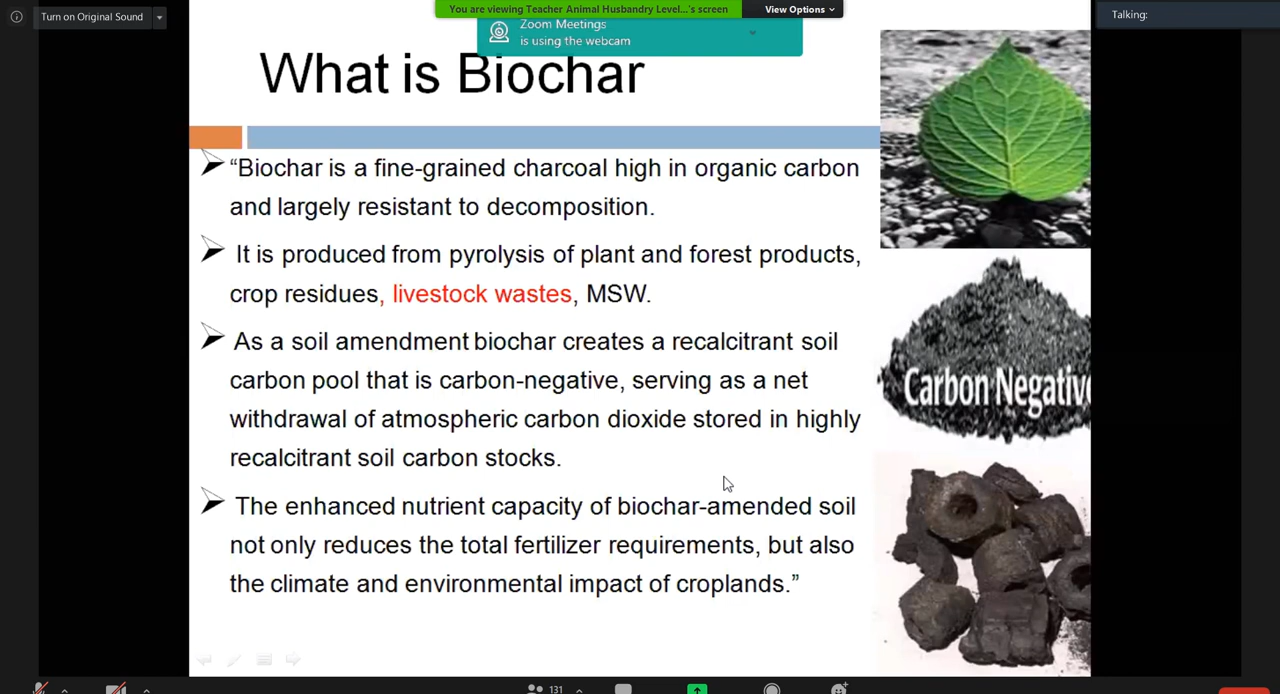 Turn on Original Sound
You are viewing Teacher Animal Husbandry Level...'s screen
View Options
Talking:
Zoom Meetings
is using the webcam
What is Biochar
“Biochar is a fine-grained charcoal high in organic carbon
and largely resistant to decomposition.
It is produced from pyrolysis of plant and forest products,
crop residues, livestock wastes, MSW.
As a soil amendment biochar creates a recalcitrant soil
carbon pool that is carbon-negative, serving as a net
withdrawal of atmospheric carbon dioxide stored in highly
recalcitrant soil carbon stocks.
Carbon Negative
The enhanced nutrient capacity of biochar-amended soil
not only reduces the total fertilizer requirements, but also
the climate and environmental impact of croplands.”
131